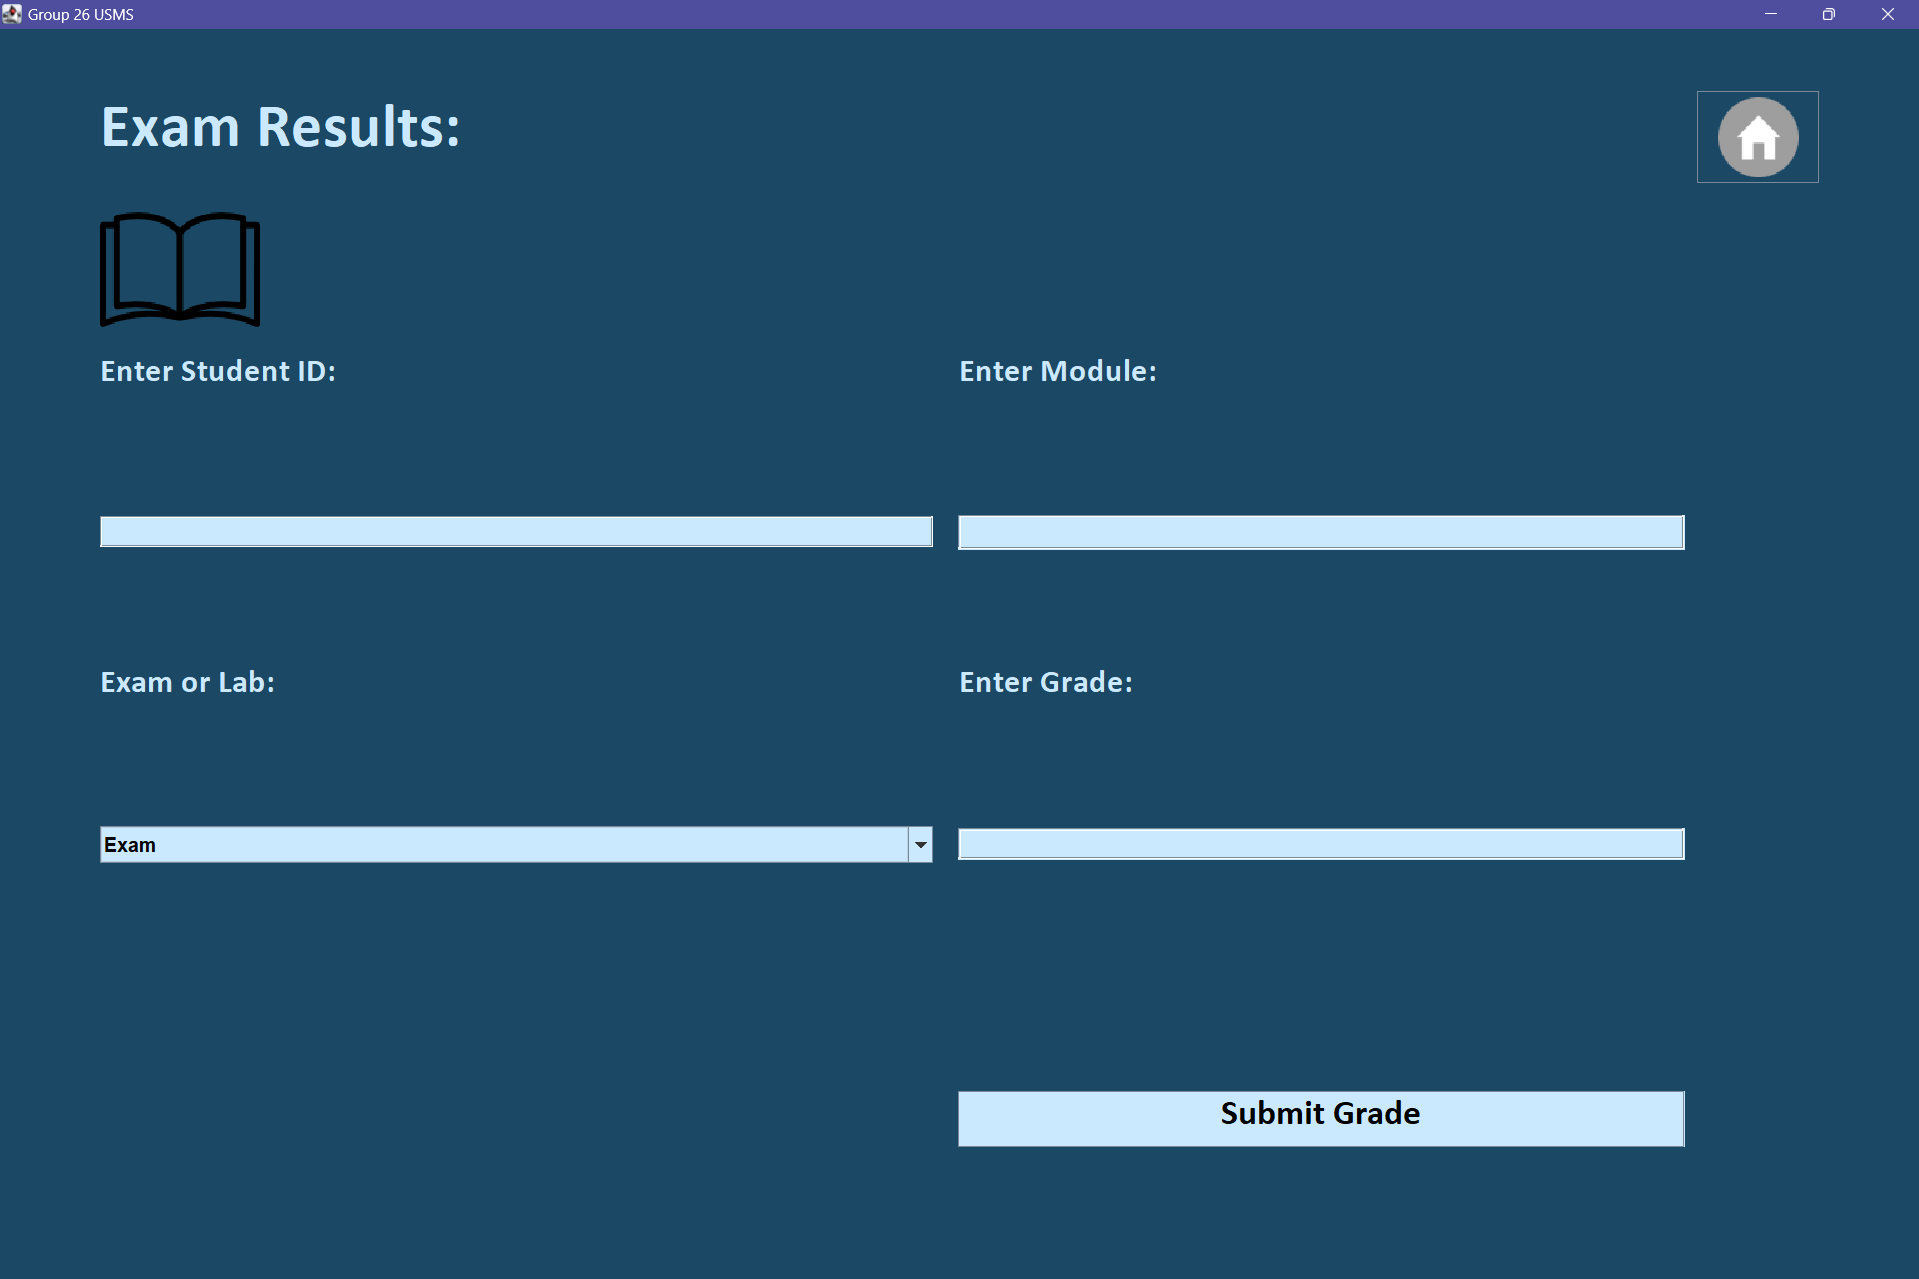 Group 26 USMS
Exam Results:
Enter Student ID:
Enter Module:
Exam or Lab:
Enter Grade:
Exam
Submit Grade